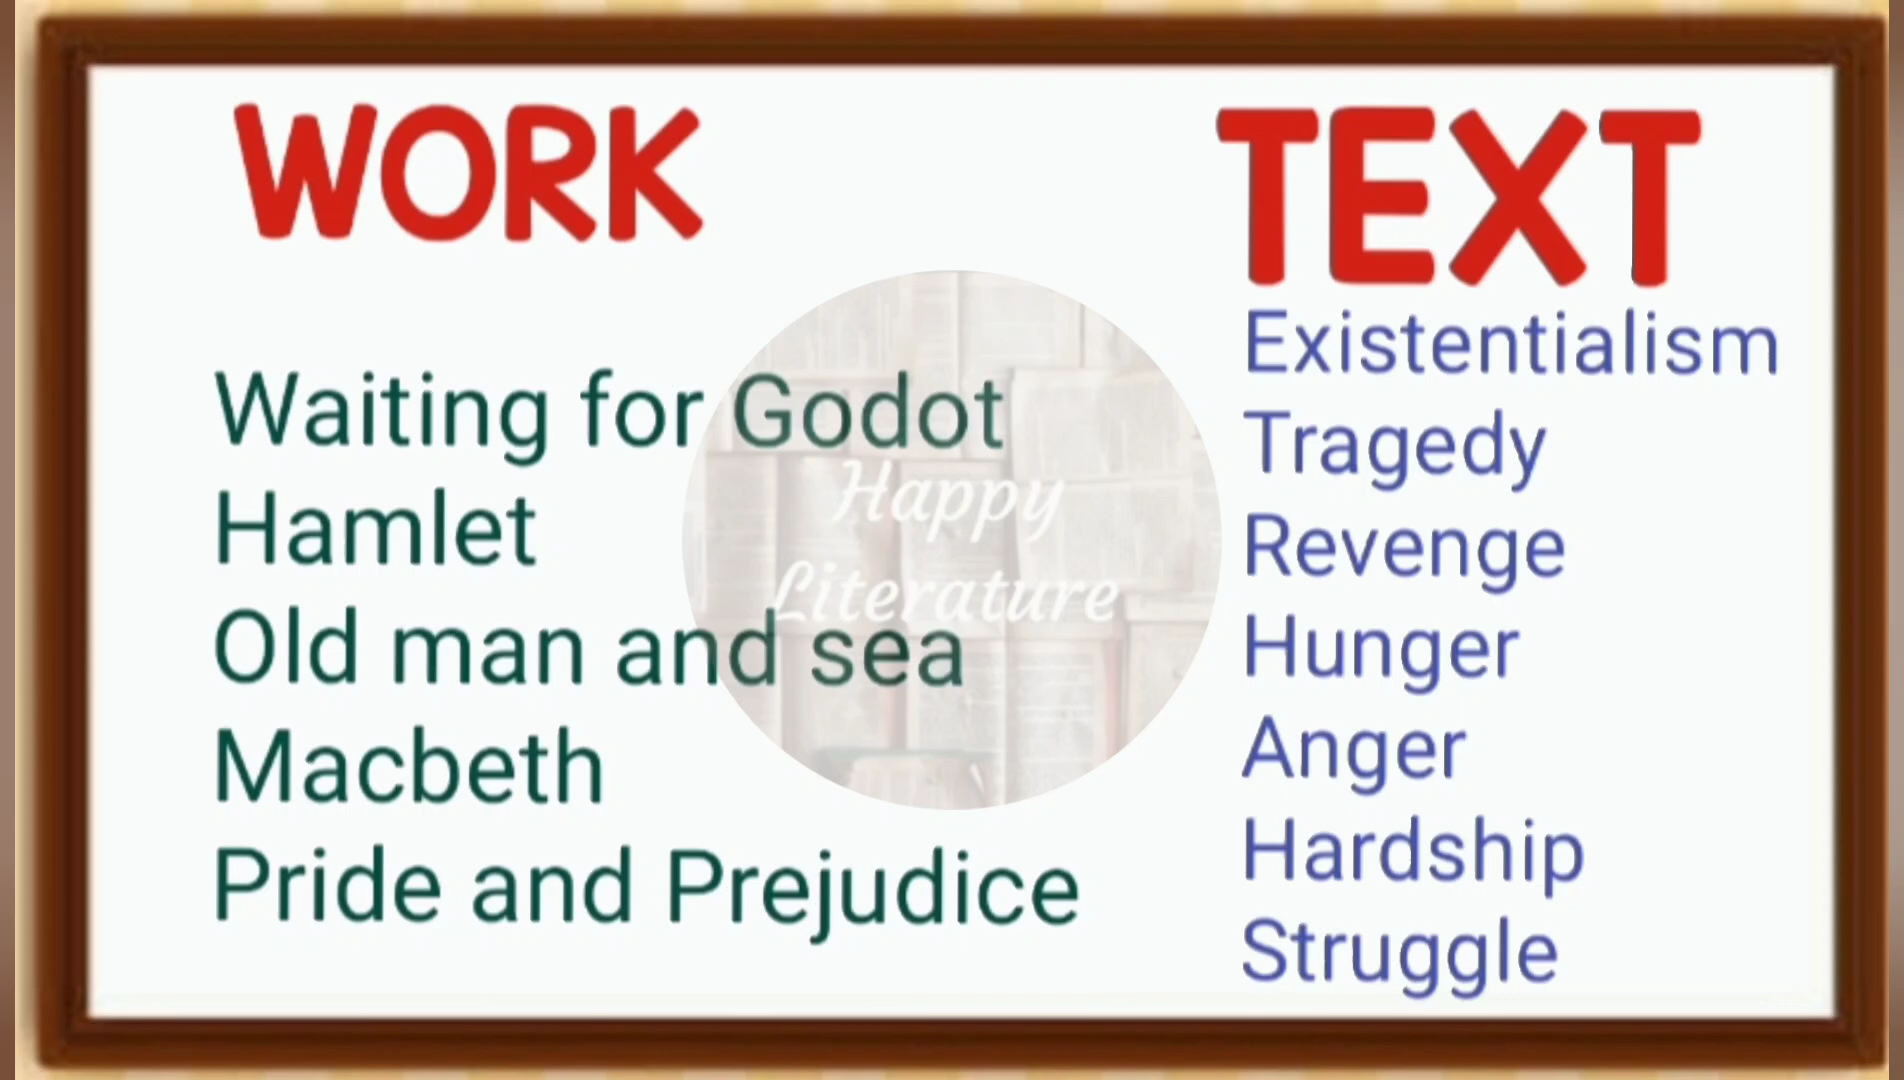 WORK
Waiting for Godot
Hamlet
Old man and sea
Macbeth
Pride and Prejudice
TEXT
Existentialism
Tragedy
Revenge
Hunger
Anger
Hardship
Struggle
Happy
Literature